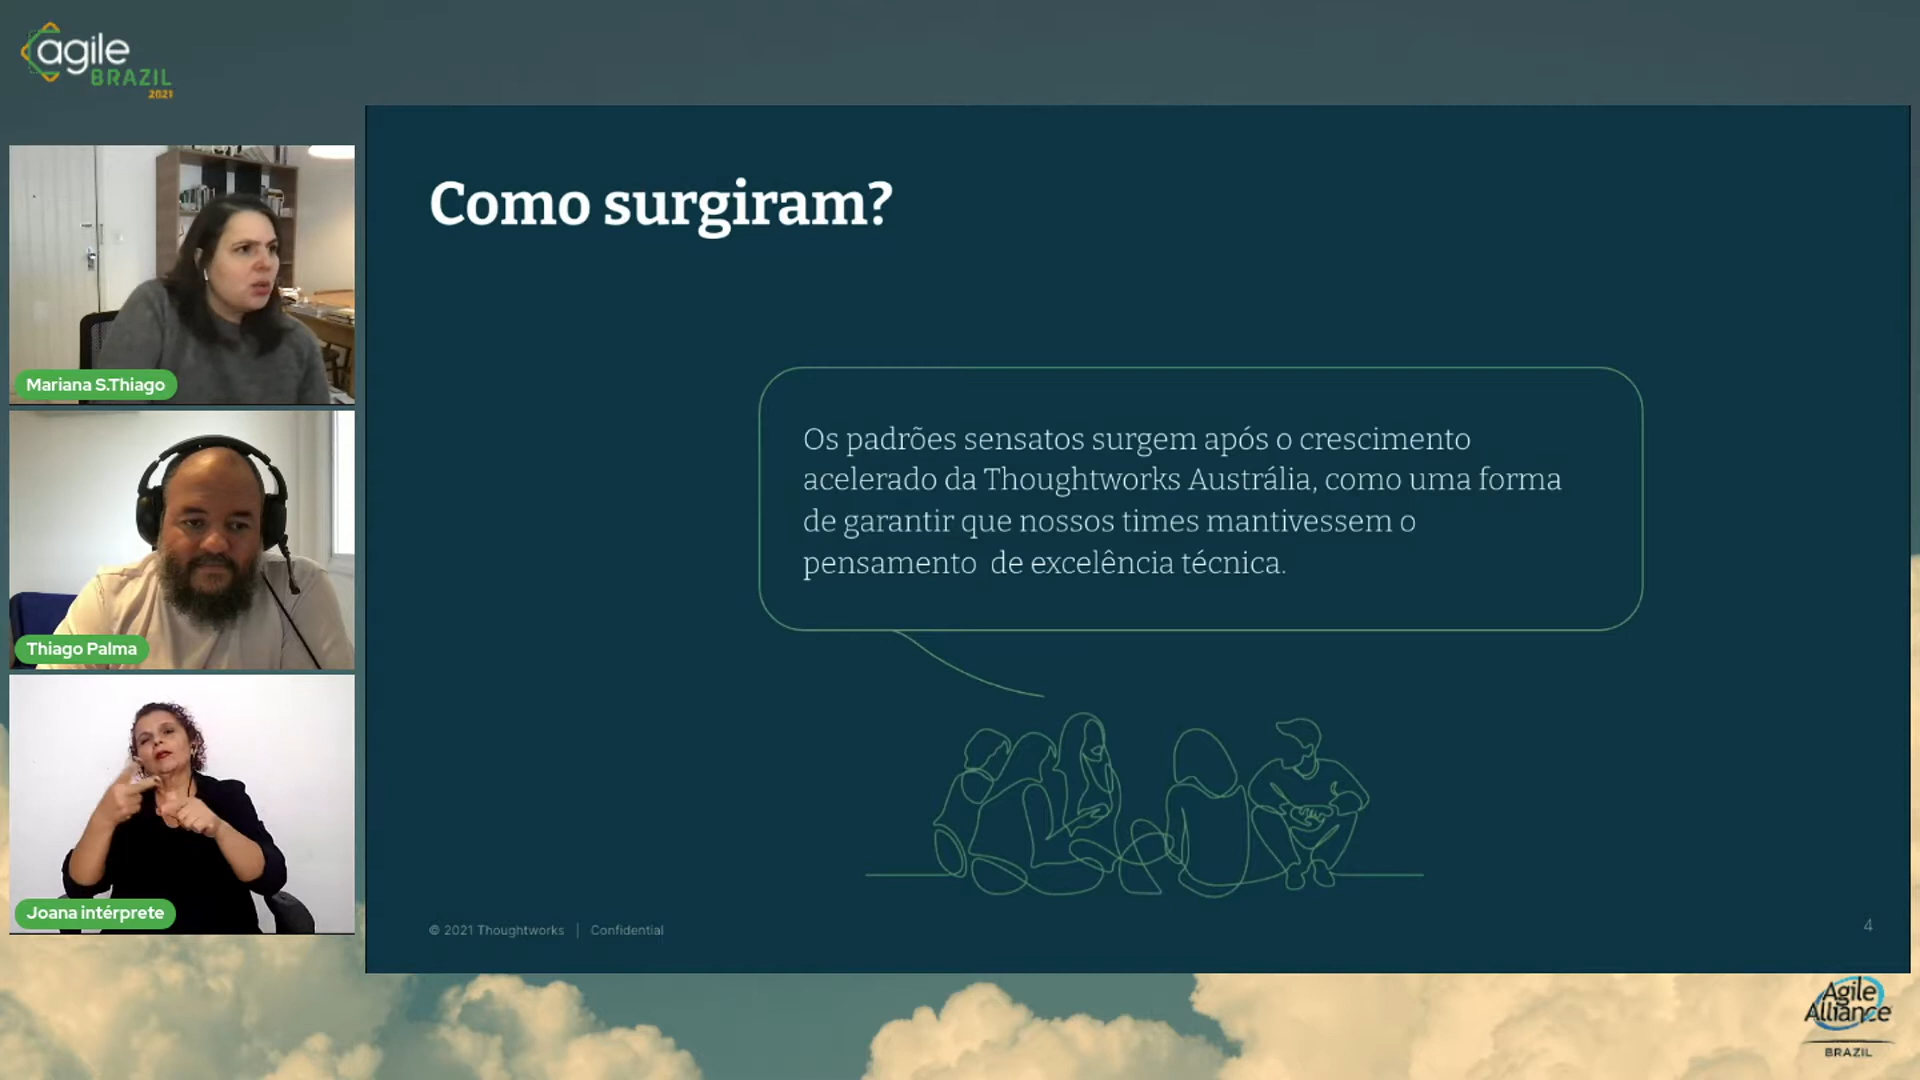 agile
BRAZIL
2021
Como surgiram?
Os padrões sensatos surgem após o crescimento
acelerado da Thoughtworks Austrália, como uma forma
de garantir que nossos times mantivessem o
pensamento  de excelência técnica.
Mariana S.Thiago
Thiago Palma
Joana intérprete
© 2021 Thoughtworks | Confidential
4
Agile
Alliance
BRAZIL